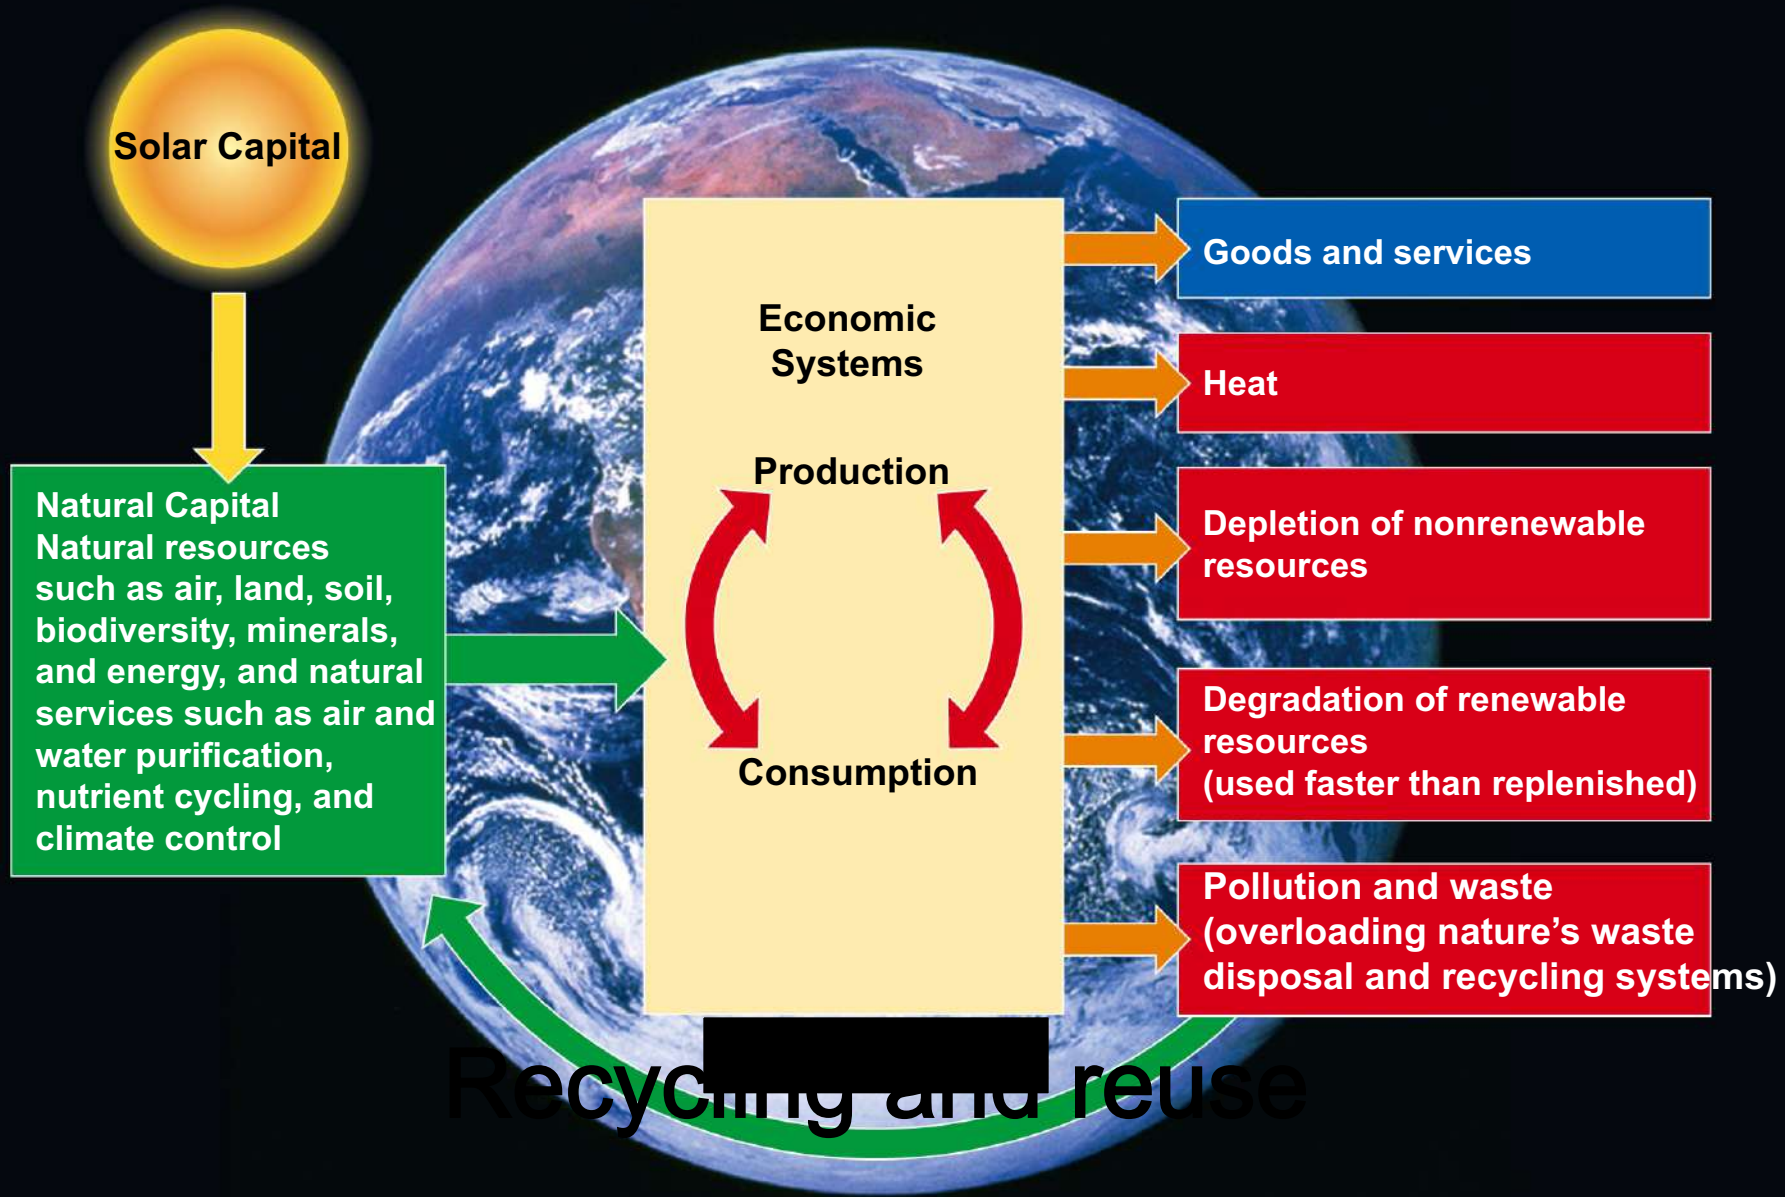 Solar Capital
Natural Capital
Natural resources
such as air, land, soil,
biodiversity, minerals,
and energy, and natural
services such as air and
water purification,
nutrient cycling, and
climate control
Economic
Systems
Production
Consumption
Goods and services
Heat
Depletion of nonrenewable
resources
Degradation of renewable
resources
(used faster than replenished)
Pollution and waste
(overloading nature’s waste
disposal and recycling systems)
Recycling and reuse